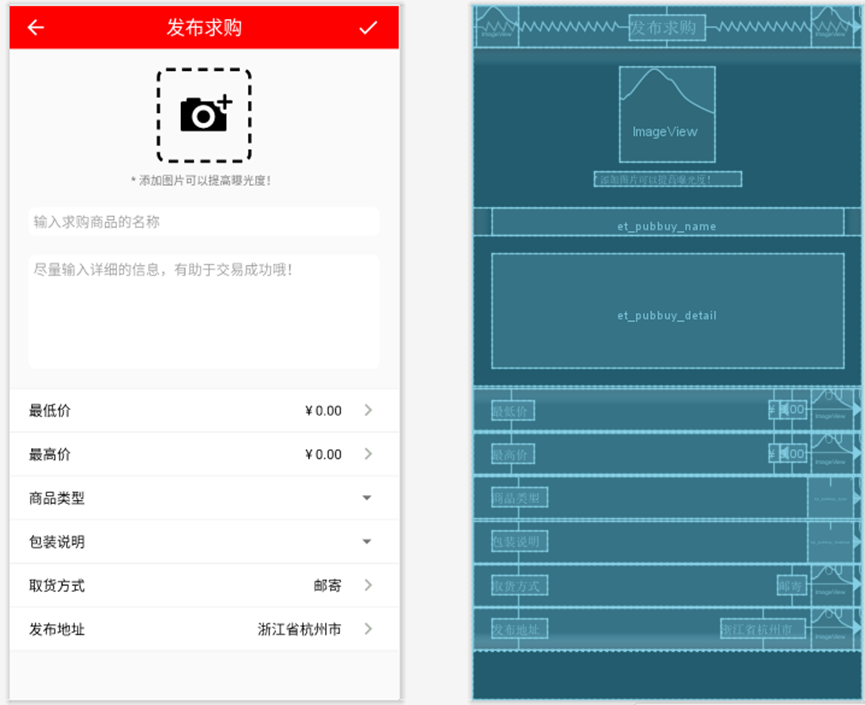 发布求购
* 添加图片可以提高曝光度！
输入求购商品的名称
尽量输入详细的信息，有助于交易成功哦！
最低价 ¥ 0.00
最高价 ¥ 0.00
商品类型
包装说明
取货方式 邮寄
发布地址 浙江省杭州市
ImageView 发布求购 ImageView
ImageView
* 添加图片可以提高曝光度！
et_pubbuy_name
et_pubbuy_detail
最低价 ¥ 0.00 ImageView
最高价 ¥ 0.00 ImageView
商品类型
包装说明
取货方式 邮寄 ImageView
发布地址 浙江省杭州市 ImageView